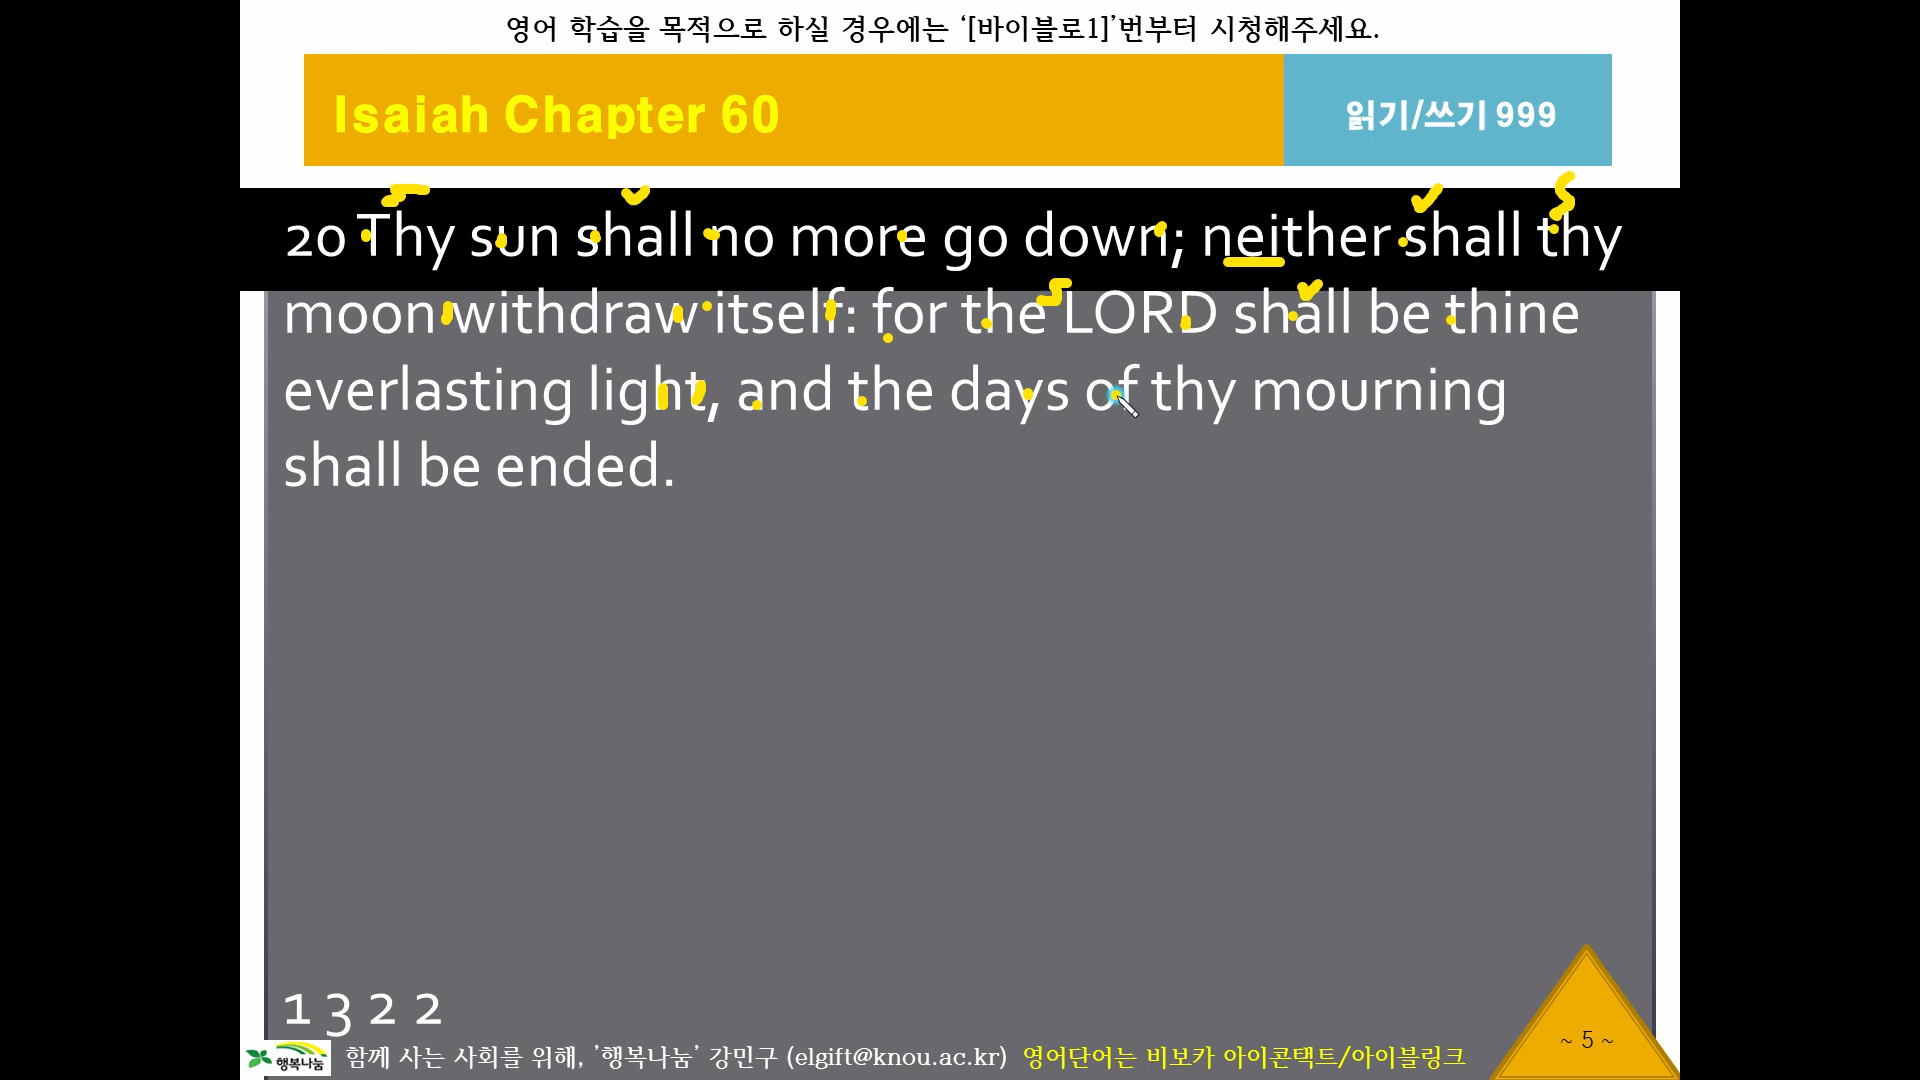 영어 학습을 목적으로 하실 경우에는 ‘[바이블로1]’번부터 시청해주세요.
Isaiah Chapter 60
읽기/쓰기 999
20 Thy sun shall no more go down; neither shall thy
moon withdraw itself: for the LORD shall be thine
everlasting light, and the days of thy mourning
shall be ended.
1 3 2 2
~ 5 ~
행복나눔
함께 사는 사회를 위해, ’행복나눔’ 강민구 (elgift@knou.ac.kr) 영어단어는 비보카 아이콘택트/아이블링크